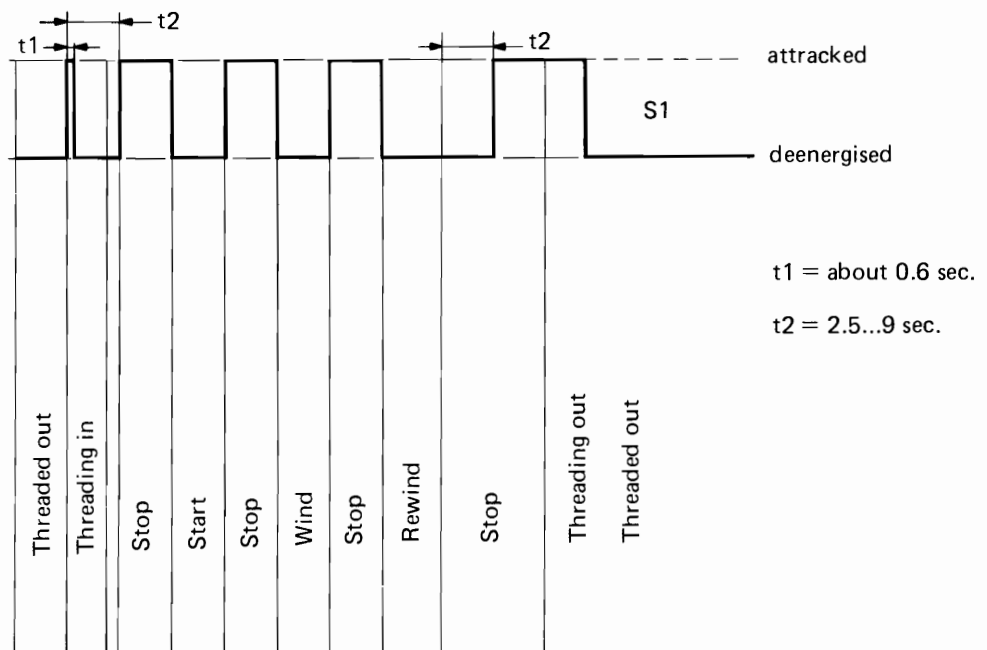 t2
t1
t2
attracked
S1
deenergised
t1 = about 0.6 sec.
t2 = 2.5...9 sec.
Threaded out
Threading in
Stop
Start
Stop
Wind
Stop
Rewind
Stop
Threading out
Threaded out